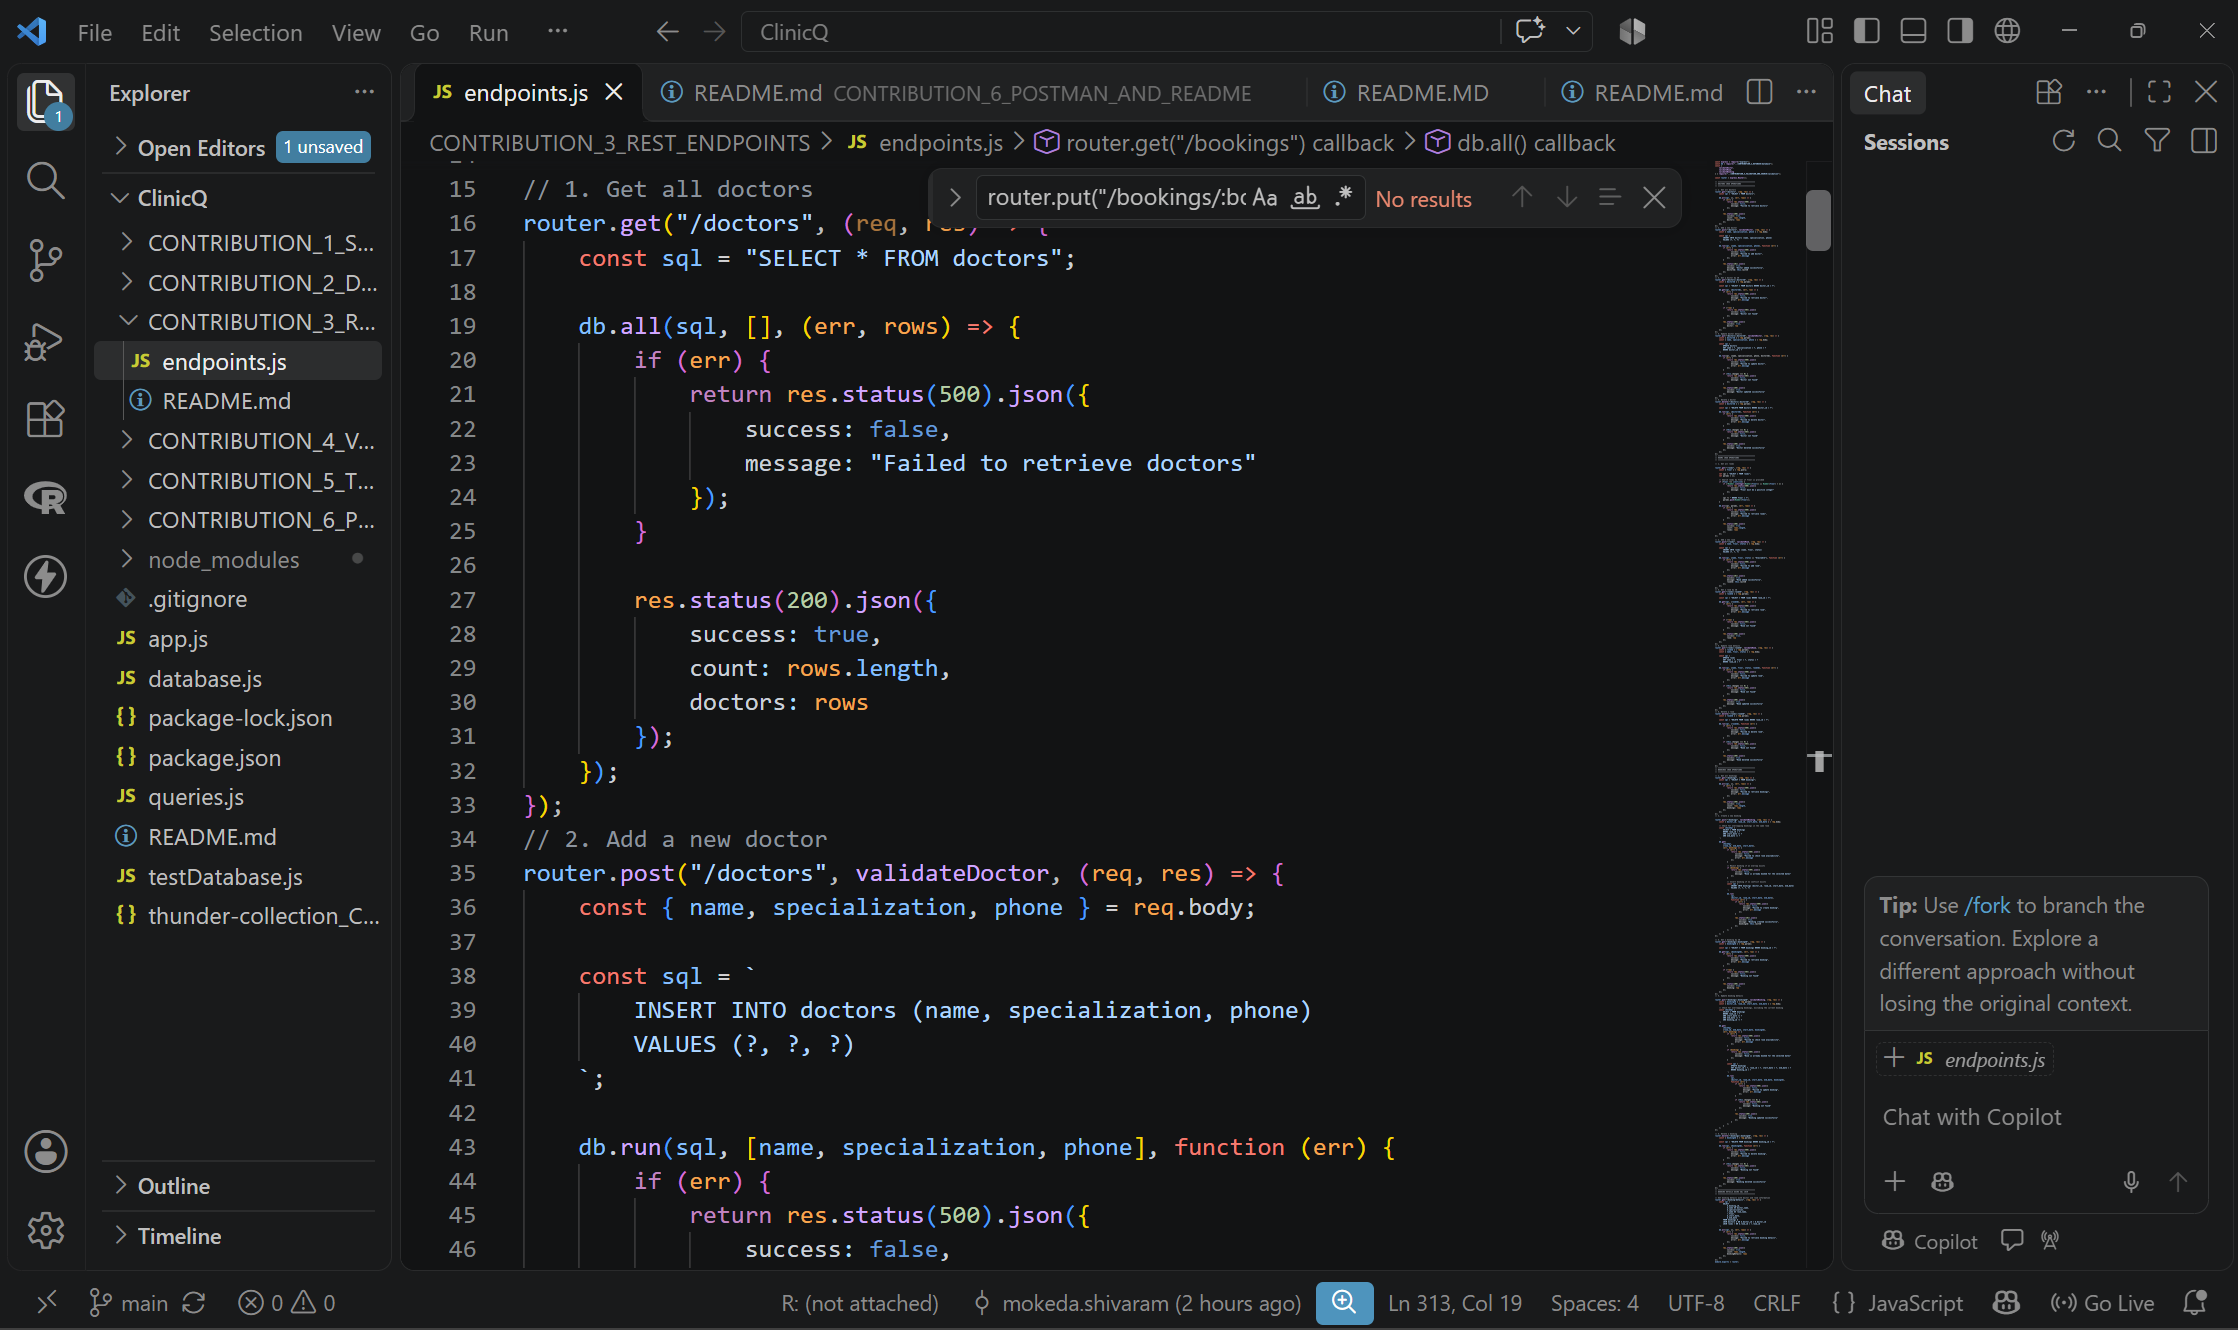 File Edit Selection View Go Run ···
ClinicQ
Explorer
Open Editors 1 unsaved
ClinicQ
CONTRIBUTION_1_S...
CONTRIBUTION_2_D...
CONTRIBUTION_3_R...
JS endpoints.js
README.md
CONTRIBUTION_4_V...
CONTRIBUTION_5_T...
CONTRIBUTION_6_P...
node_modules
.gitignore
JS app.js
JS database.js
{} package-lock.json
{} package.json
JS queries.js
README.md
JS testDatabase.js
{} thunder-collection_C...
Outline
Timeline
1
JS endpoints.js
README.md CONTRIBUTION_6_POSTMAN_AND_README
README.MD
README.md
CONTRIBUTION_3_REST_ENDPOINTS > JS endpoints.js > router.get("/bookings") callback > db.all() callback
router.put("/bookings/:bo Aa ab .* No results
15 // 1. Get all doctors
16 router.get("/doctors", (req, res) => {
17 const sql = "SELECT * FROM doctors";
18
19 db.all(sql, [], (err, rows) => {
20 if (err) {
21 return res.status(500).json({
22 success: false,
23 message: "Failed to retrieve doctors"
24 });
25 }
26
27 res.status(200).json({
28 success: true,
29 count: rows.length,
30 doctors: rows
31 });
32 });
33 });
34 // 2. Add a new doctor
35 router.post("/doctors", validateDoctor, (req, res) => {
36 const { name, specialization, phone } = req.body;
37
38 const sql = `
39 INSERT INTO doctors (name, specialization, phone)
40 VALUES (?, ?, ?)
41 `;
42
43 db.run(sql, [name, specialization, phone], function (err) {
44 if (err) {
45 return res.status(500).json({
46 success: false,
Chat
Sessions
Tip: Use /fork to branch the
conversation. Explore a
different approach without
losing the original context.
JS endpoints.js
Chat with Copilot
Copilot
main 0 0 R: (not attached) mokeda.shivaram (2 hours ago) Ln 313, Col 19 Spaces: 4 UTF-8 CRLF {} JavaScript Go Live